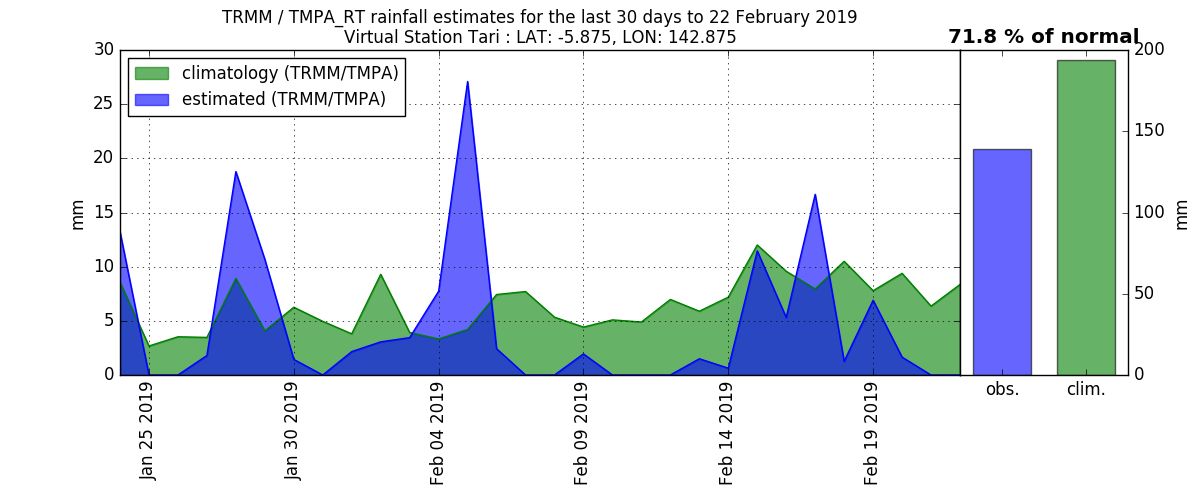 TRMM / TMPA_RT rainfall estimates for the last 30 days to 22 February 2019
Virtual Station Tari : LAT: -5.875, LON: 142.875
71.8 % of normal
climatology (TRMM/TMPA)
estimated (TRMM/TMPA)
30
25
20
15
10
5
0
mm
Jan 25 2019
Jan 30 2019
Feb 04 2019
Feb 09 2019
Feb 14 2019
Feb 19 2019
200
150
100
50
0
mm
obs.
clim.